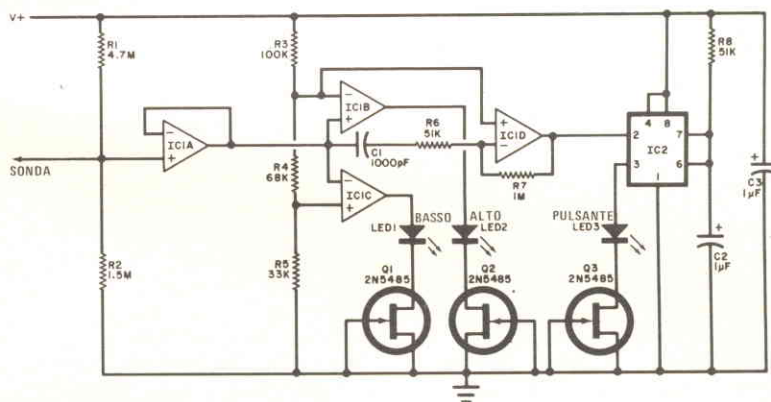 V+
R1
4.7M
R3
100K
R8
51K
IC1B
R6
51K
IC1D
4 8
2 7
IC2
3 6
1
IC1A
C1
1000pF
SONDA
R4
68K
R7
1M
C3
1µF
IC1C
BASSO
LED1
ALTO
LED2
PULSANTE
LED3
C2
1µF
R2
1.5M
R5
33K
Q1
2N5485
Q2
2N5485
Q3
2N5485